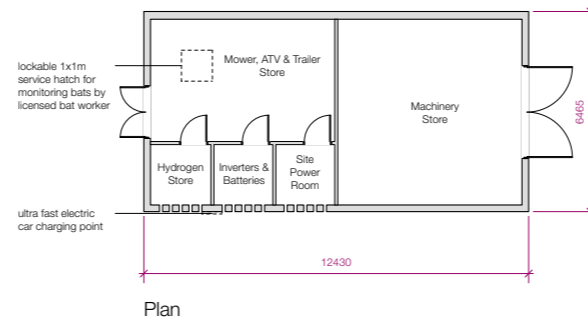 lockable 1x1m
service hatch for
monitoring bats by
licensed bat worker
Mower, ATV & Trailer
Store
Machinery
Store
6465
Hydrogen
Store
Inverters &
Batteries
Site
Power
Room
ultra fast electric
car charging point
12430
Plan